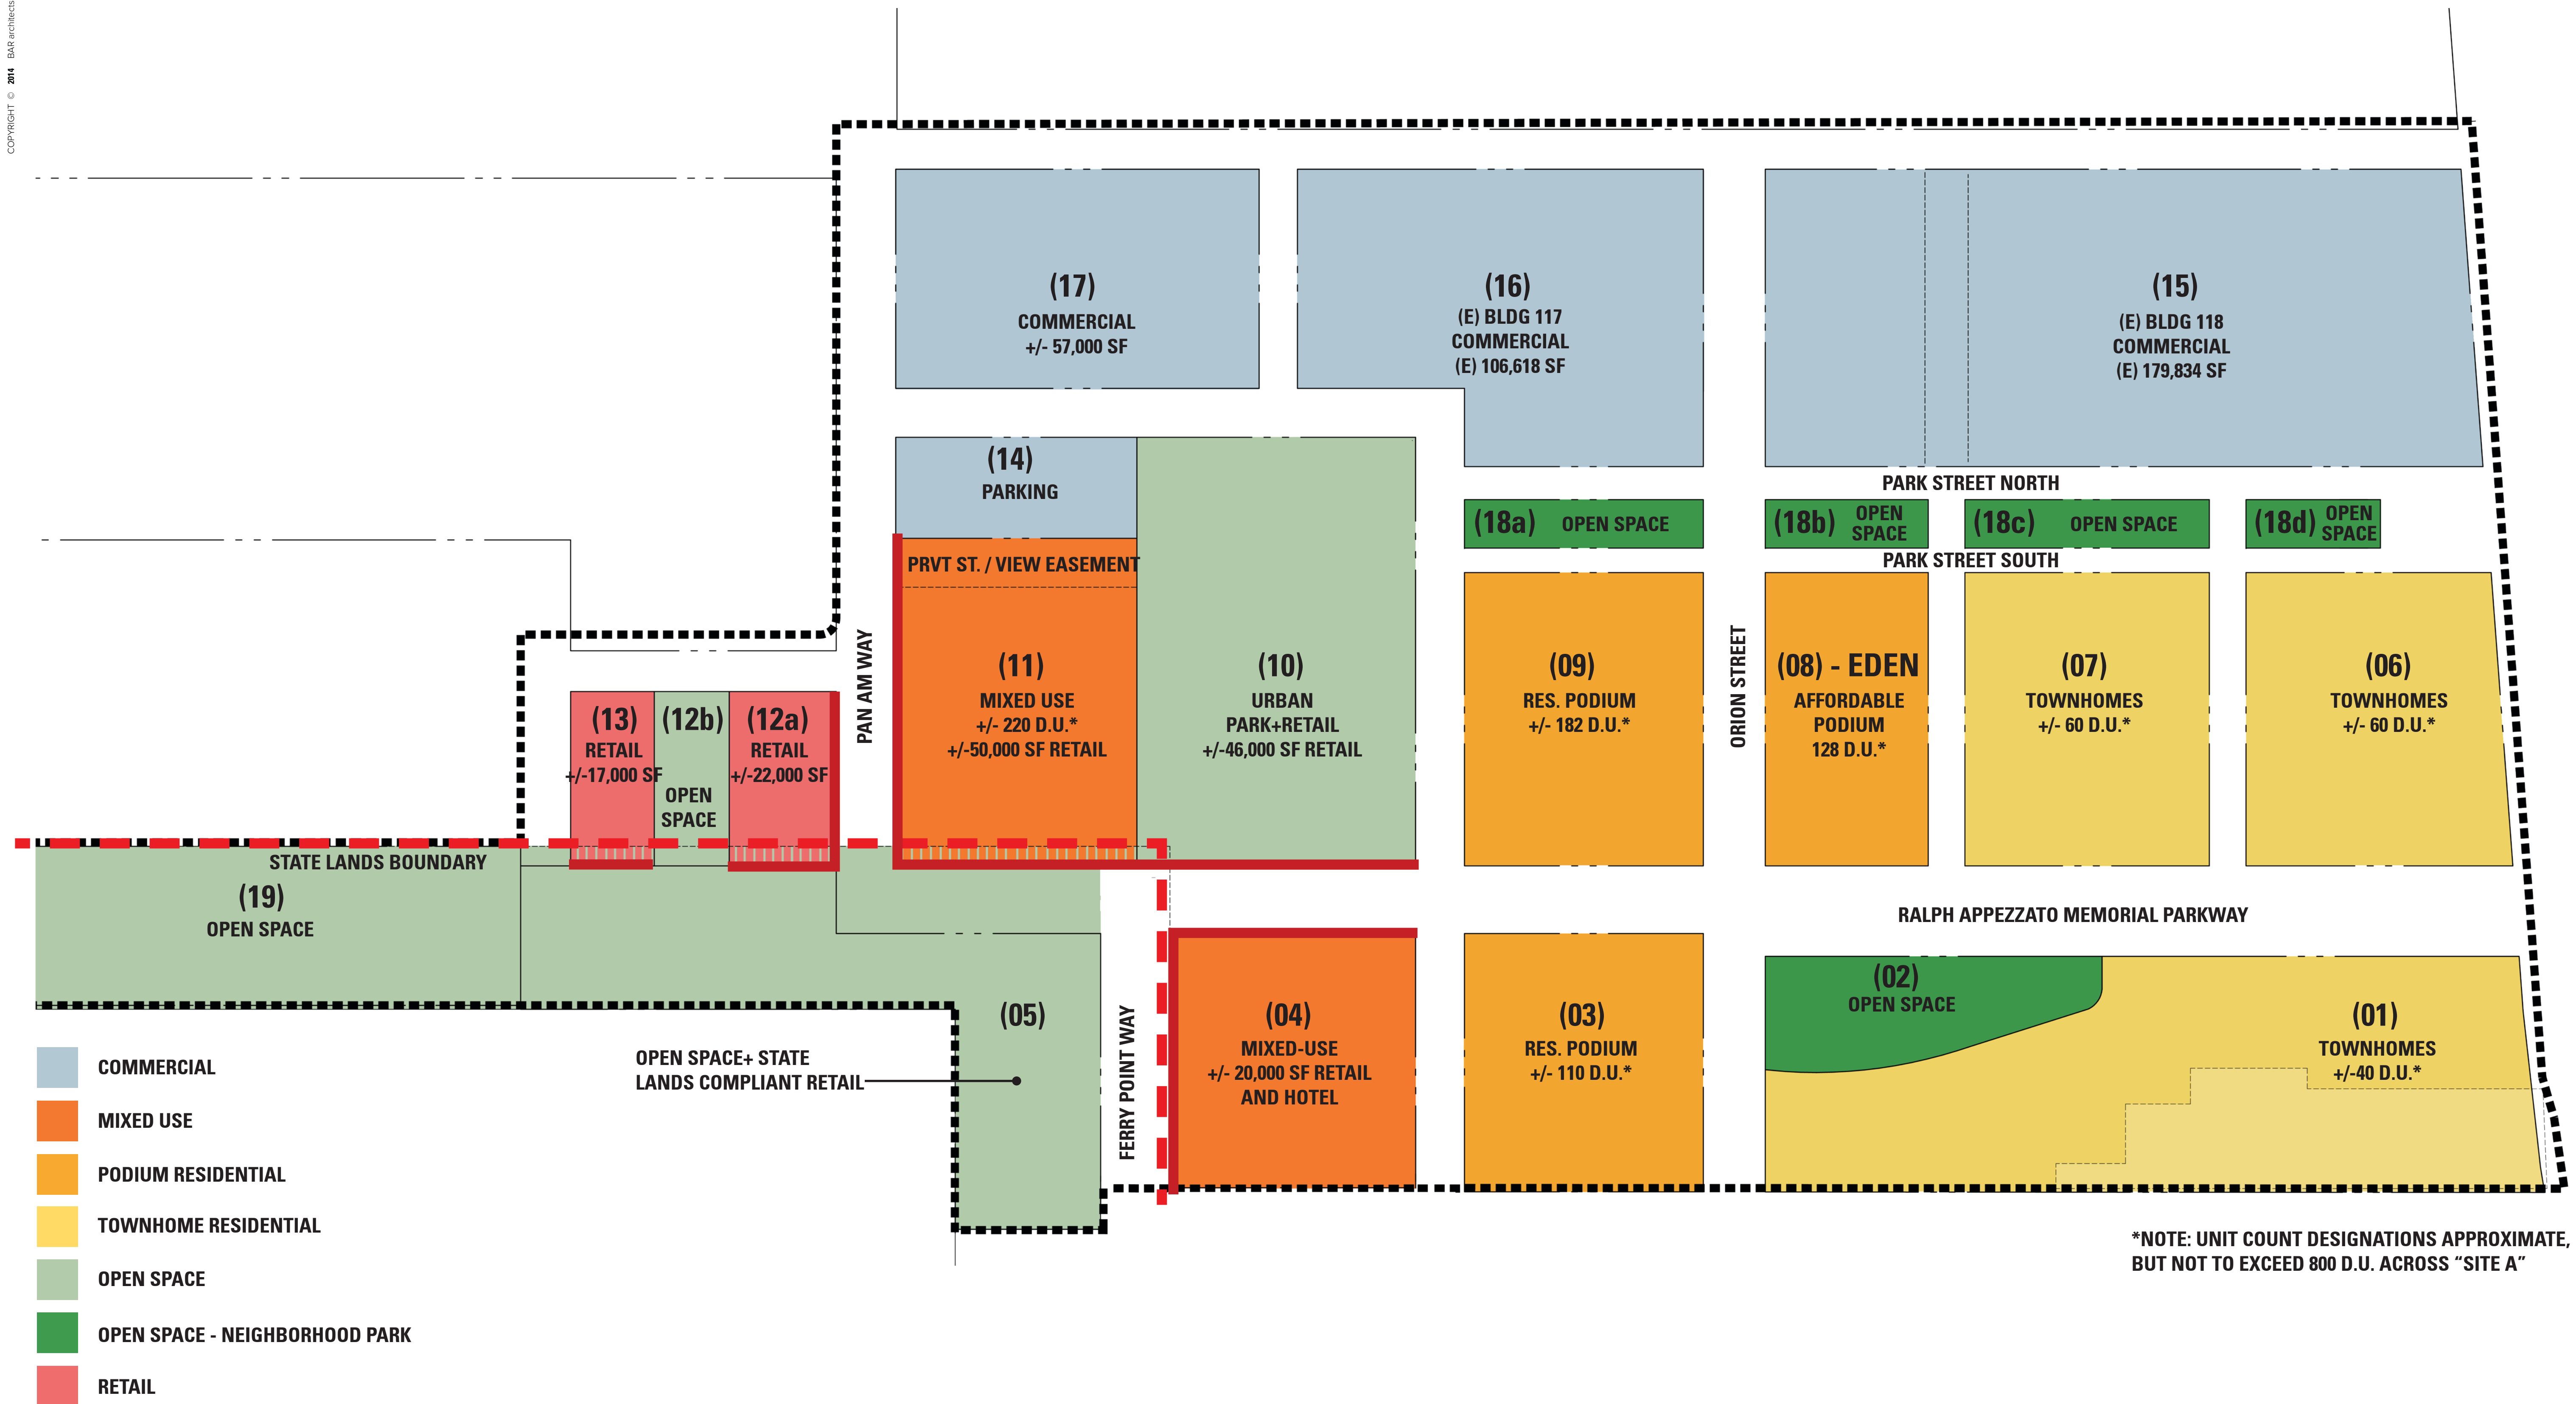 COPYRIGHT © 2014 BAR architects
(17)
COMMERCIAL
+/- 57,000 SF
(16)
(E) BLDG 117
COMMERCIAL
(E) 106,618 SF
(15)
(E) BLDG 118
COMMERCIAL
(E) 179,834 SF
(14)
PARKING
PARK STREET NORTH
(18a) OPEN SPACE
(18b) OPEN
SPACE
(18c) OPEN SPACE
(18d) OPEN
SPACE
PARK STREET SOUTH
PRVT ST. / VIEW EASEMENT
PAN AM WAY
(11)
MIXED USE
+/- 220 D.U.*
+/-50,000 SF RETAIL
(10)
URBAN
PARK+RETAIL
+/-46,000 SF RETAIL
(09)
RES. PODIUM
+/- 182 D.U.*
ORION STREET
(08) - EDEN
AFFORDABLE
PODIUM
128 D.U.*
(07)
TOWNHOMES
+/- 60 D.U.*
(06)
TOWNHOMES
+/- 60 D.U.*
(13)
RETAIL
+/-17,000 SF
(12b)
OPEN
SPACE
(12a)
RETAIL
+/-22,000 SF
STATE LANDS BOUNDARY
(19)
OPEN SPACE
RALPH APPEZZATO MEMORIAL PARKWAY
(05)
OPEN SPACE+ STATE
LANDS COMPLIANT RETAIL
FERRY POINT WAY
(04)
MIXED-USE
+/- 20,000 SF RETAIL
AND HOTEL
(03)
RES. PODIUM
+/- 110 D.U.*
(02)
OPEN SPACE
(01)
TOWNHOMES
+/-40 D.U.*
COMMERCIAL
MIXED USE
PODIUM RESIDENTIAL
TOWNHOME RESIDENTIAL
OPEN SPACE
OPEN SPACE - NEIGHBORHOOD PARK
RETAIL
*NOTE: UNIT COUNT DESIGNATIONS APPROXIMATE,
BUT NOT TO EXCEED 800 D.U. ACROSS “SITE A”